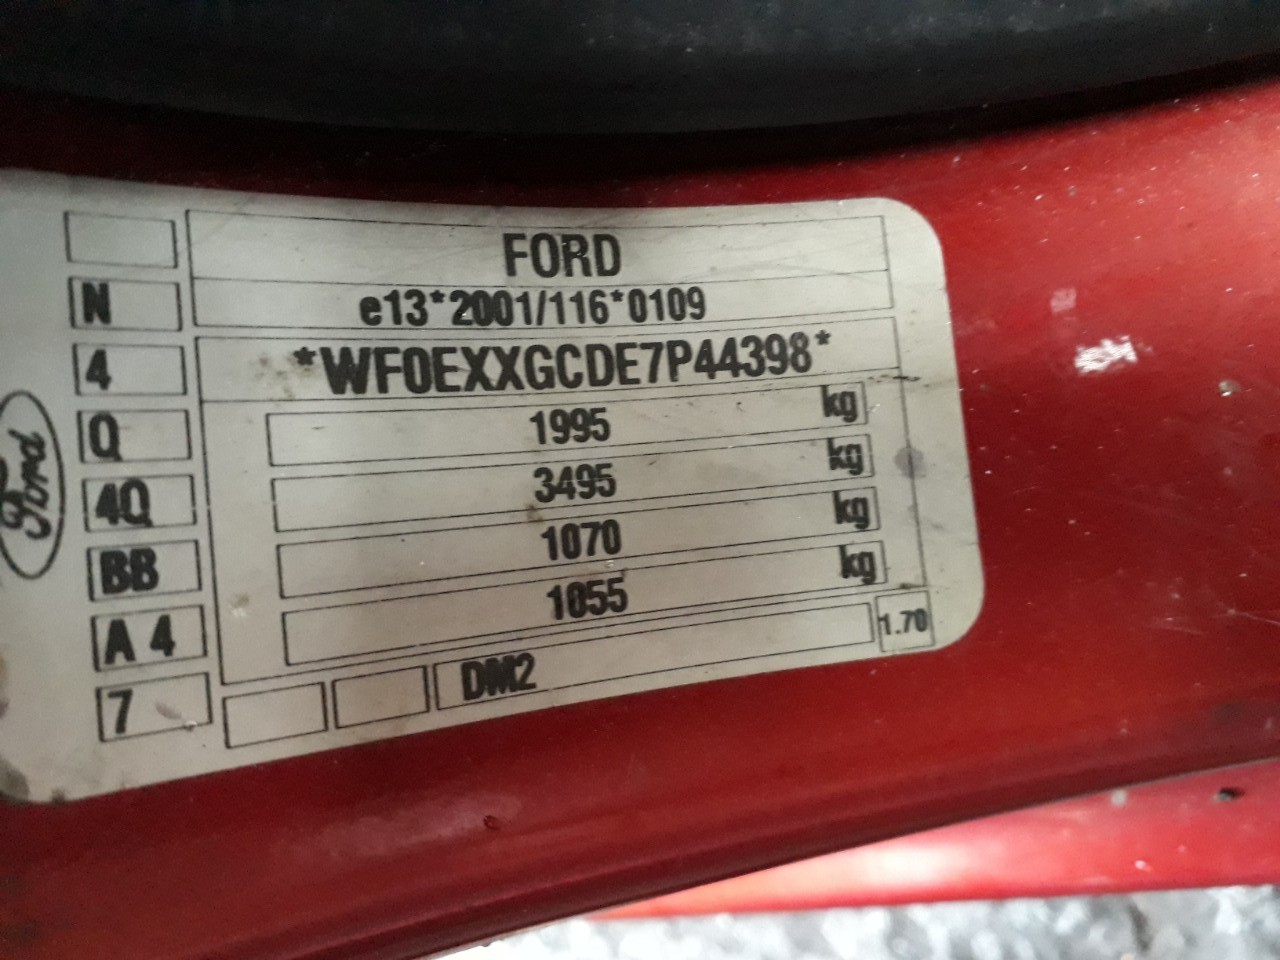 FORD
N
e13*2001/116*0109
4
*WF0EXXGCDE7P44398*
Q
1995 kg
4Q
3495 kg
BB
1070 kg
A 4
1055 kg
7
DM2
1.70
Ford